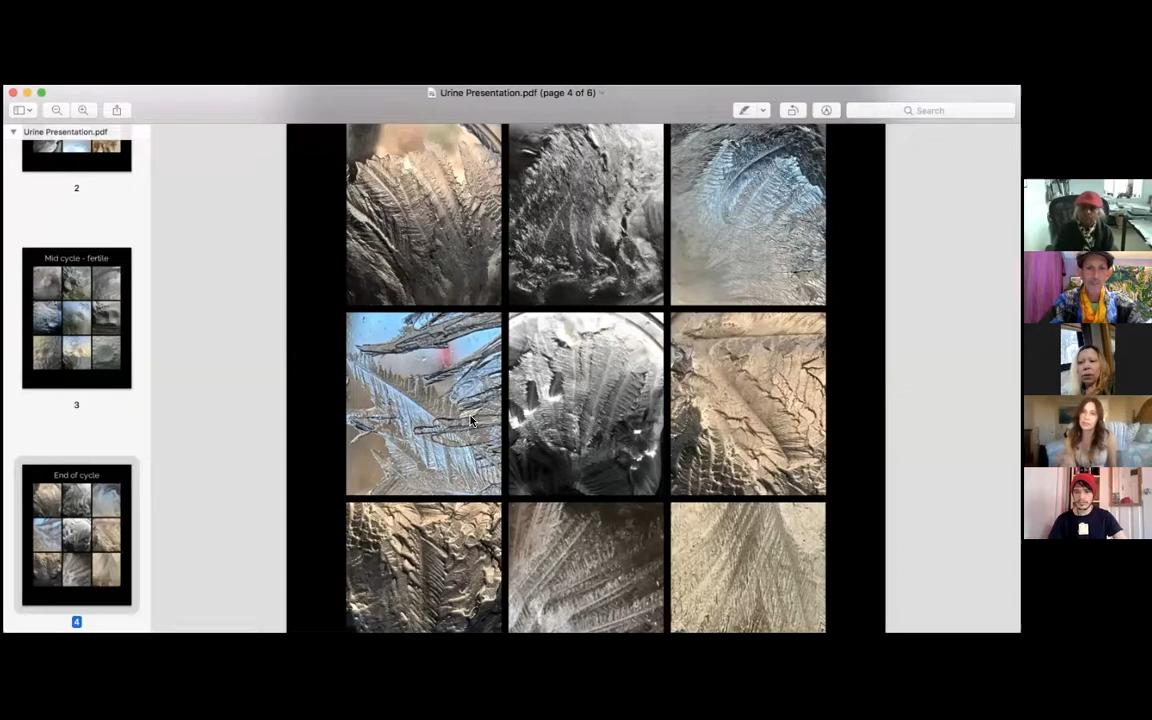 Urine Presentation.pdf (page 4 of 6)
Search
Urine Presentation.pdf
2
Mid cycle - fertile
3
End of cycle
4